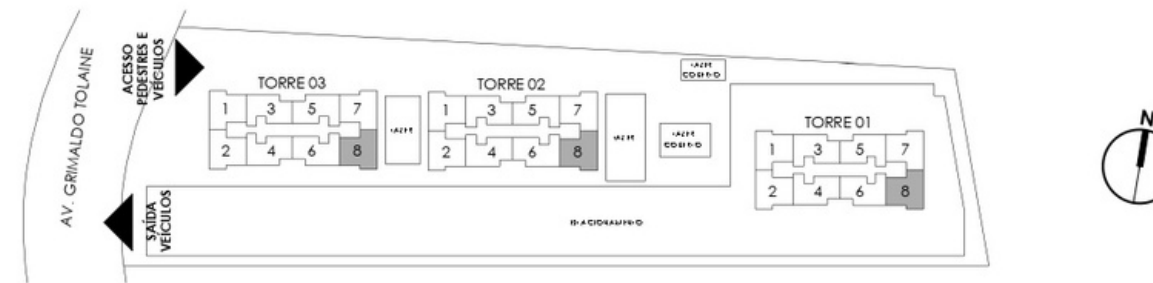 AV. GRIMALDO TOLAINE
ACESSO
PEDESTRES E
VEÍCULOS
SAÍDA
VEÍCULOS
TORRE 03
1 3 5 7
2 4 6 8
TORRE 02
1 3 5 7
2 4 6 8
TORRE 01
1 3 5 7
2 4 6 8
N